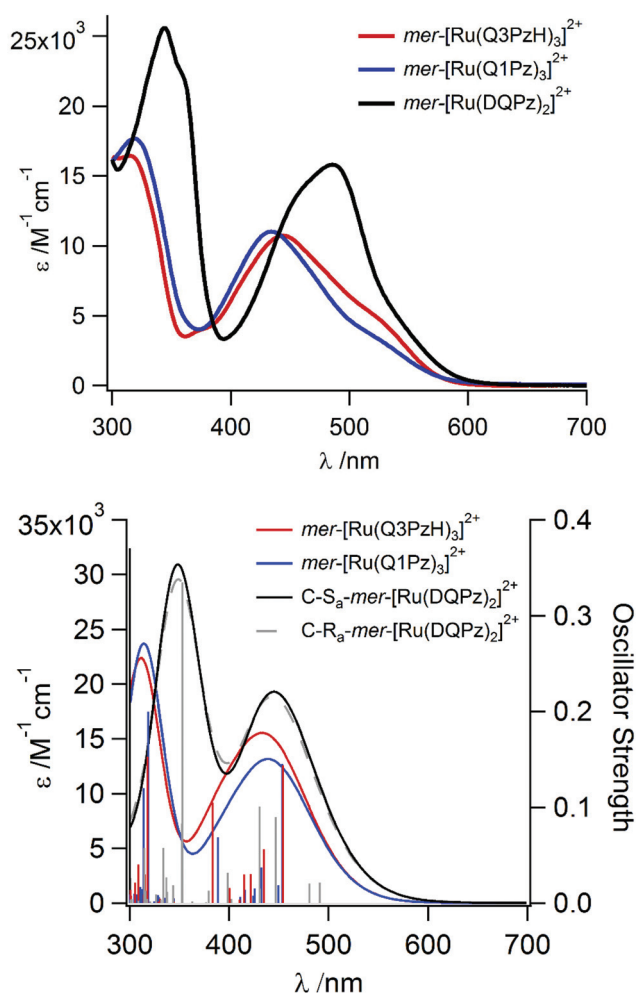 25x10³
20
15
10
5
0
ε /M⁻¹ cm⁻¹
mer-[Ru(Q3PzH)₃]²⁺
mer-[Ru(Q1Pz)₃]²⁺
mer-[Ru(DQPz)₂]²⁺
300 400 500 600 700
λ /nm
35x10³
30
25
20
15
10
5
0
ε /M⁻¹ cm⁻¹
mer-[Ru(Q3PzH)₃]²⁺
mer-[Ru(Q1Pz)₃]²⁺
C-Sₐ-mer-[Ru(DQPz)₂]²⁺
C-Rₐ-mer-[Ru(DQPz)₂]²⁺
0.4
0.3
0.2
0.1
0.0
Oscillator Strength
300 400 500 600 700
λ /nm